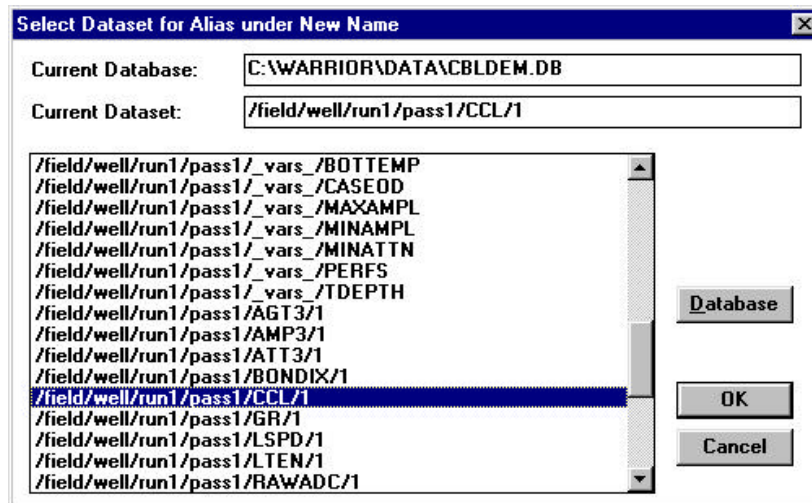 Select Dataset for Alias under New Name
Current Database: C:\WARRIOR\DATA\CBLDEM.DB
Current Dataset: /field/well/run1/pass1/CCL/1
/field/well/run1/pass1/_vars_/BOTTEMP
/field/well/run1/pass1/_vars_/CASEOD
/field/well/run1/pass1/_vars_/MAXAMPL
/field/well/run1/pass1/_vars_/MINAMPL
/field/well/run1/pass1/_vars_/MINATTN
/field/well/run1/pass1/_vars_/PERFS
/field/well/run1/pass1/_vars_/TDEPTH
/field/well/run1/pass1/AGT3/1
/field/well/run1/pass1/AMP3/1
/field/well/run1/pass1/ATT3/1
/field/well/run1/pass1/BONDIX/1
/field/well/run1/pass1/CCL/1
/field/well/run1/pass1/GR/1
/field/well/run1/pass1/LSPD/1
/field/well/run1/pass1/LTEN/1
/field/well/run1/pass1/RAWADC/1
Database
OK
Cancel